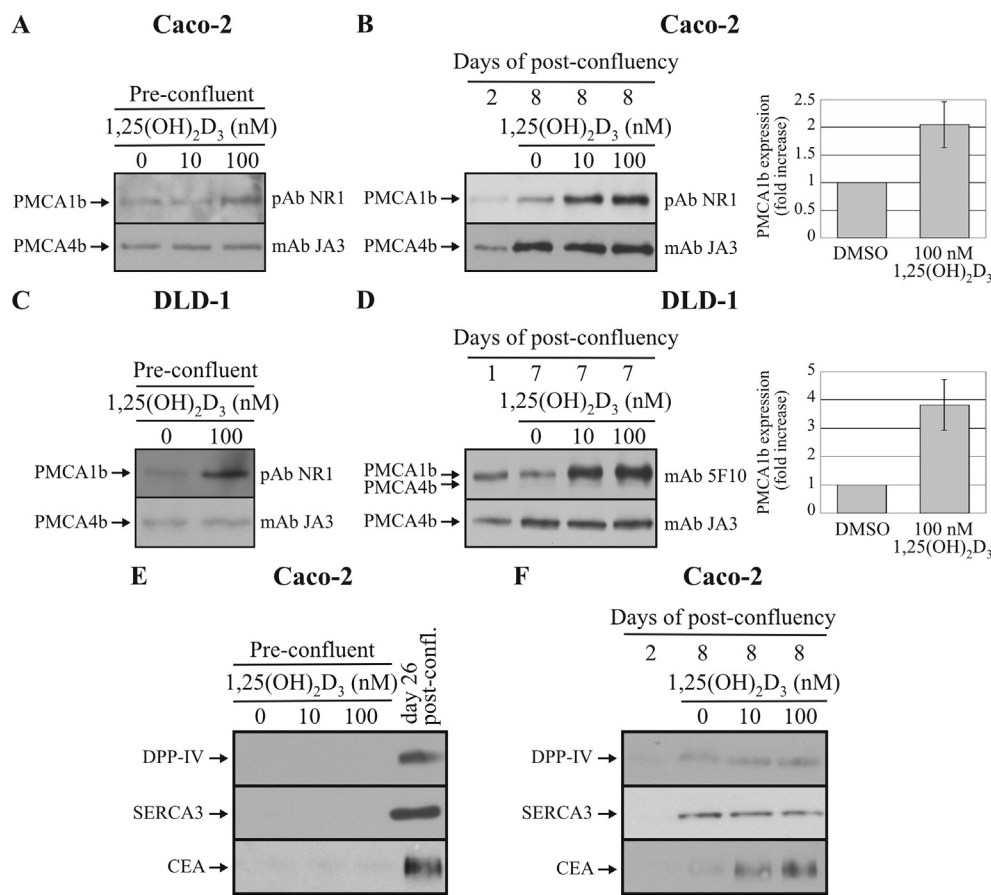 A Caco-2
Pre-confluent
1,25(OH)₂D₃ (nM)
0 10 100
PMCA1b pAb NR1
PMCA4b mAb JA3
B Caco-2
Days of post-confluency
2 8 8 8
1,25(OH)₂D₃ (nM)
0 10 100
PMCA1b pAb NR1
PMCA4b mAb JA3
PMCA1b expression
(fold increase)
2.5
2
1.5
1
0.5
0
DMSO 100 nM
1,25(OH)₂D₃
C DLD-1
Pre-confluent
1,25(OH)₂D₃ (nM)
0 100
PMCA1b pAb NR1
PMCA4b mAb JA3
D DLD-1
Days of post-confluency
1 7 7 7
1,25(OH)₂D₃ (nM)
0 10 100
PMCA1b
PMCA4b mAb 5F10
PMCA4b mAb JA3
PMCA1b expression
(fold increase)
5
4
3
2
1
0
DMSO 100 nM
1,25(OH)₂D₃
E Caco-2
Pre-confluent
1,25(OH)₂D₃ (nM)
0 10 100
day 26
post-confl.
DPP-IV
SERCA3
CEA
F Caco-2
Days of post-confluency
2 8 8 8
1,25(OH)₂D₃ (nM)
0 10 100
DPP-IV
SERCA3
CEA